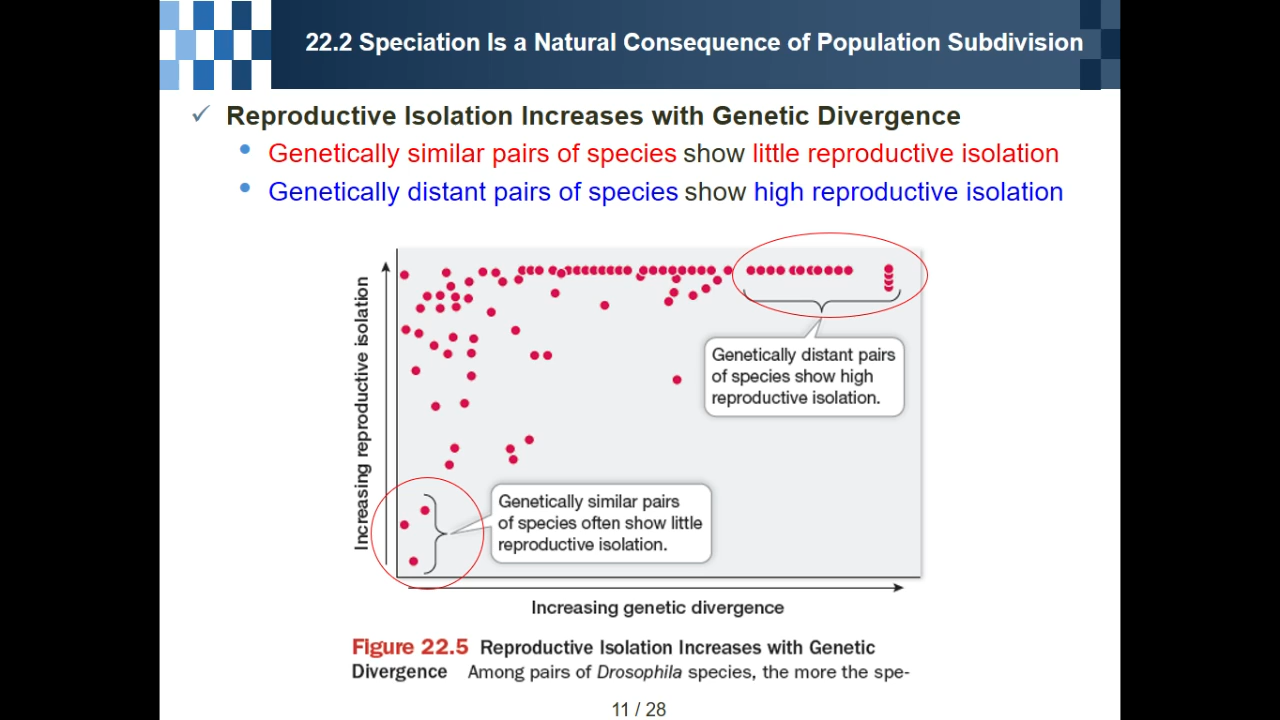 22.2 Speciation Is a Natural Consequence of Population Subdivision
✓ Reproductive Isolation Increases with Genetic Divergence
• Genetically similar pairs of species show little reproductive isolation
• Genetically distant pairs of species show high reproductive isolation
Increasing reproductive isolation
Genetically distant pairs
of species show high
reproductive isolation.
Genetically similar pairs
of species often show little
reproductive isolation.
Increasing genetic divergence
Figure 22.5 Reproductive Isolation Increases with Genetic
Divergence Among pairs of Drosophila species, the more the spe-
11 / 28